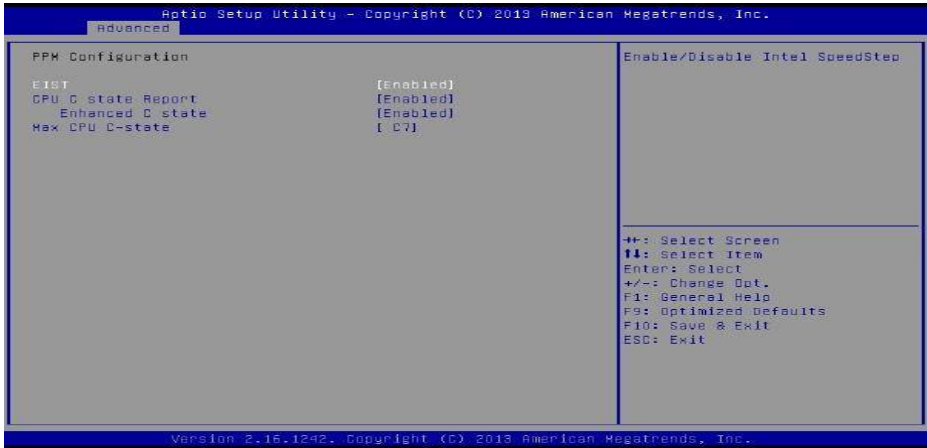 Aptio Setup Utility - Copyright (C) 2013 American Megatrends, Inc.
Advanced
PPM Configuration
EIST [Enabled]
CPU C state Report [Enabled]
Enhanced C state [Enabled]
Max CPU C-state [ C7]
Enable/Disable Intel SpeedStep
→←: Select Screen
↑↓: Select Item
Enter: Select
+/-: Change Opt.
F1: General Help
F9: Optimized Defaults
F10: Save & Exit
ESC: Exit
Version 2.16.1242. Copyright (C) 2013 American Megatrends, Inc.